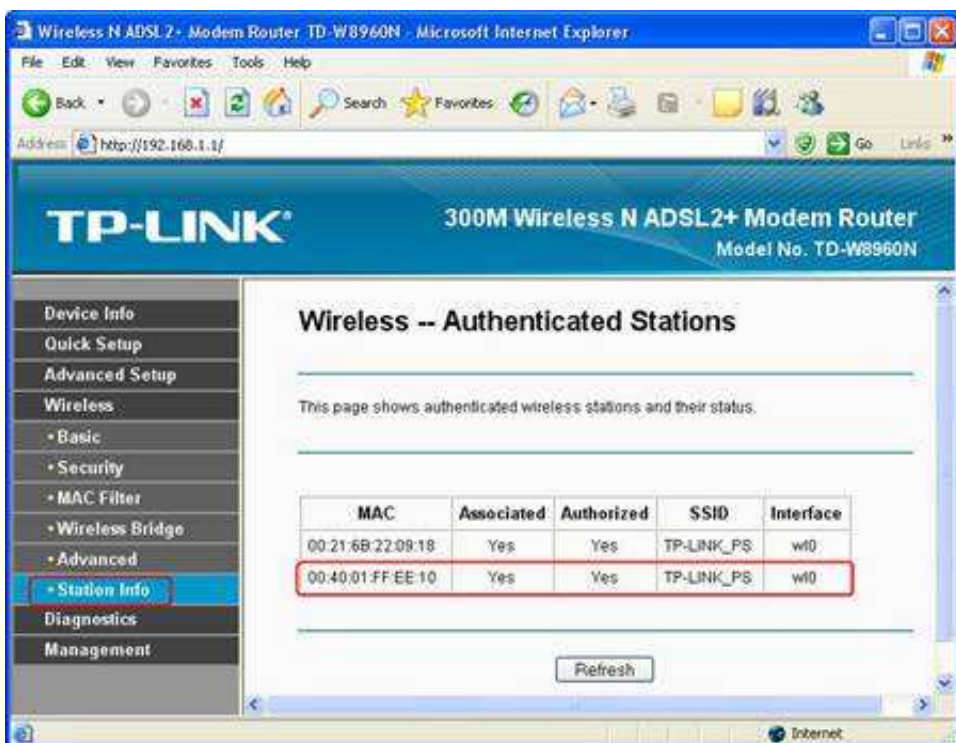 Wireless N ADSL2+ Modem Router TD-W8960N - Microsoft Internet Explorer
File Edit View Favorites Tools Help
Back Search Favorites
Address http://192.168.1.1/ Go Links »
TP-LINK®
300M Wireless N ADSL2+ Modem Router
Model No. TD-W8960N
Device Info
Quick Setup
Advanced Setup
Wireless
• Basic
• Security
• MAC Filter
• Wireless Bridge
• Advanced
• Station Info
Diagnostics
Management
Wireless -- Authenticated Stations
This page shows authenticated wireless stations and their status.
MAC Associated Authorized SSID Interface
00:21:6B:22:09:18 Yes Yes TP-LINK_PS wl0
00:40:01:FF:EE:10 Yes Yes TP-LINK_PS wl0
Refresh
Internet